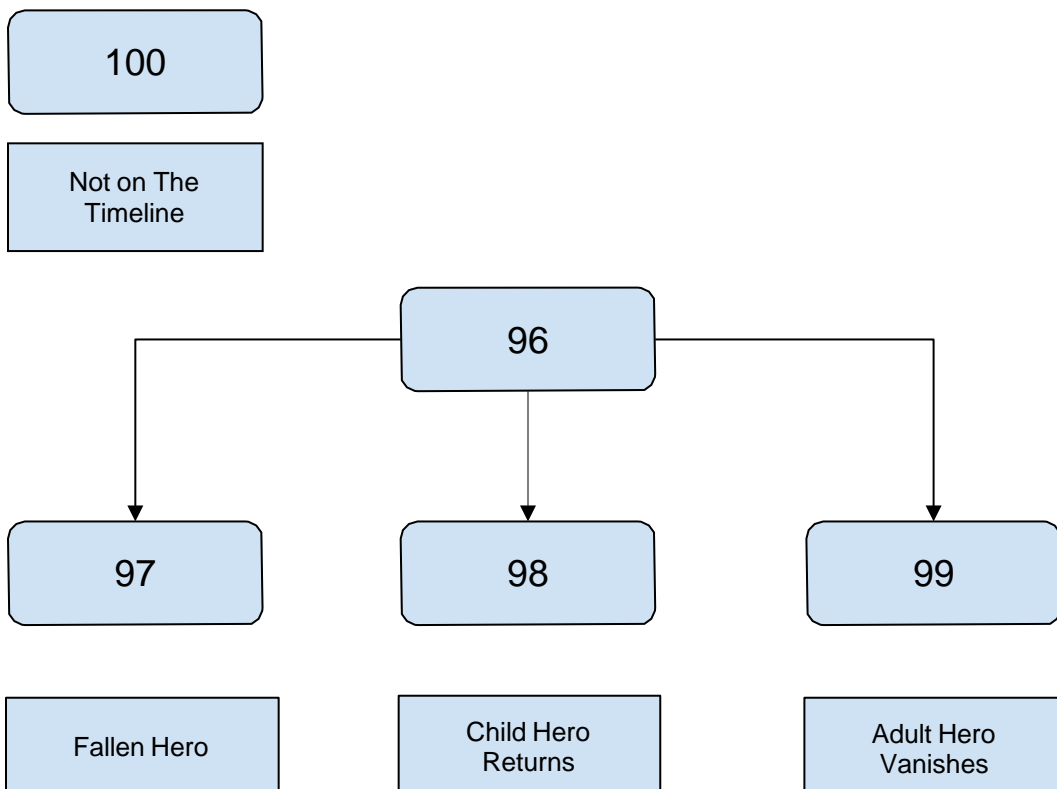 100
Not on The
Timeline
96
97
98
99
Fallen Hero
Child Hero
Returns
Adult Hero
Vanishes